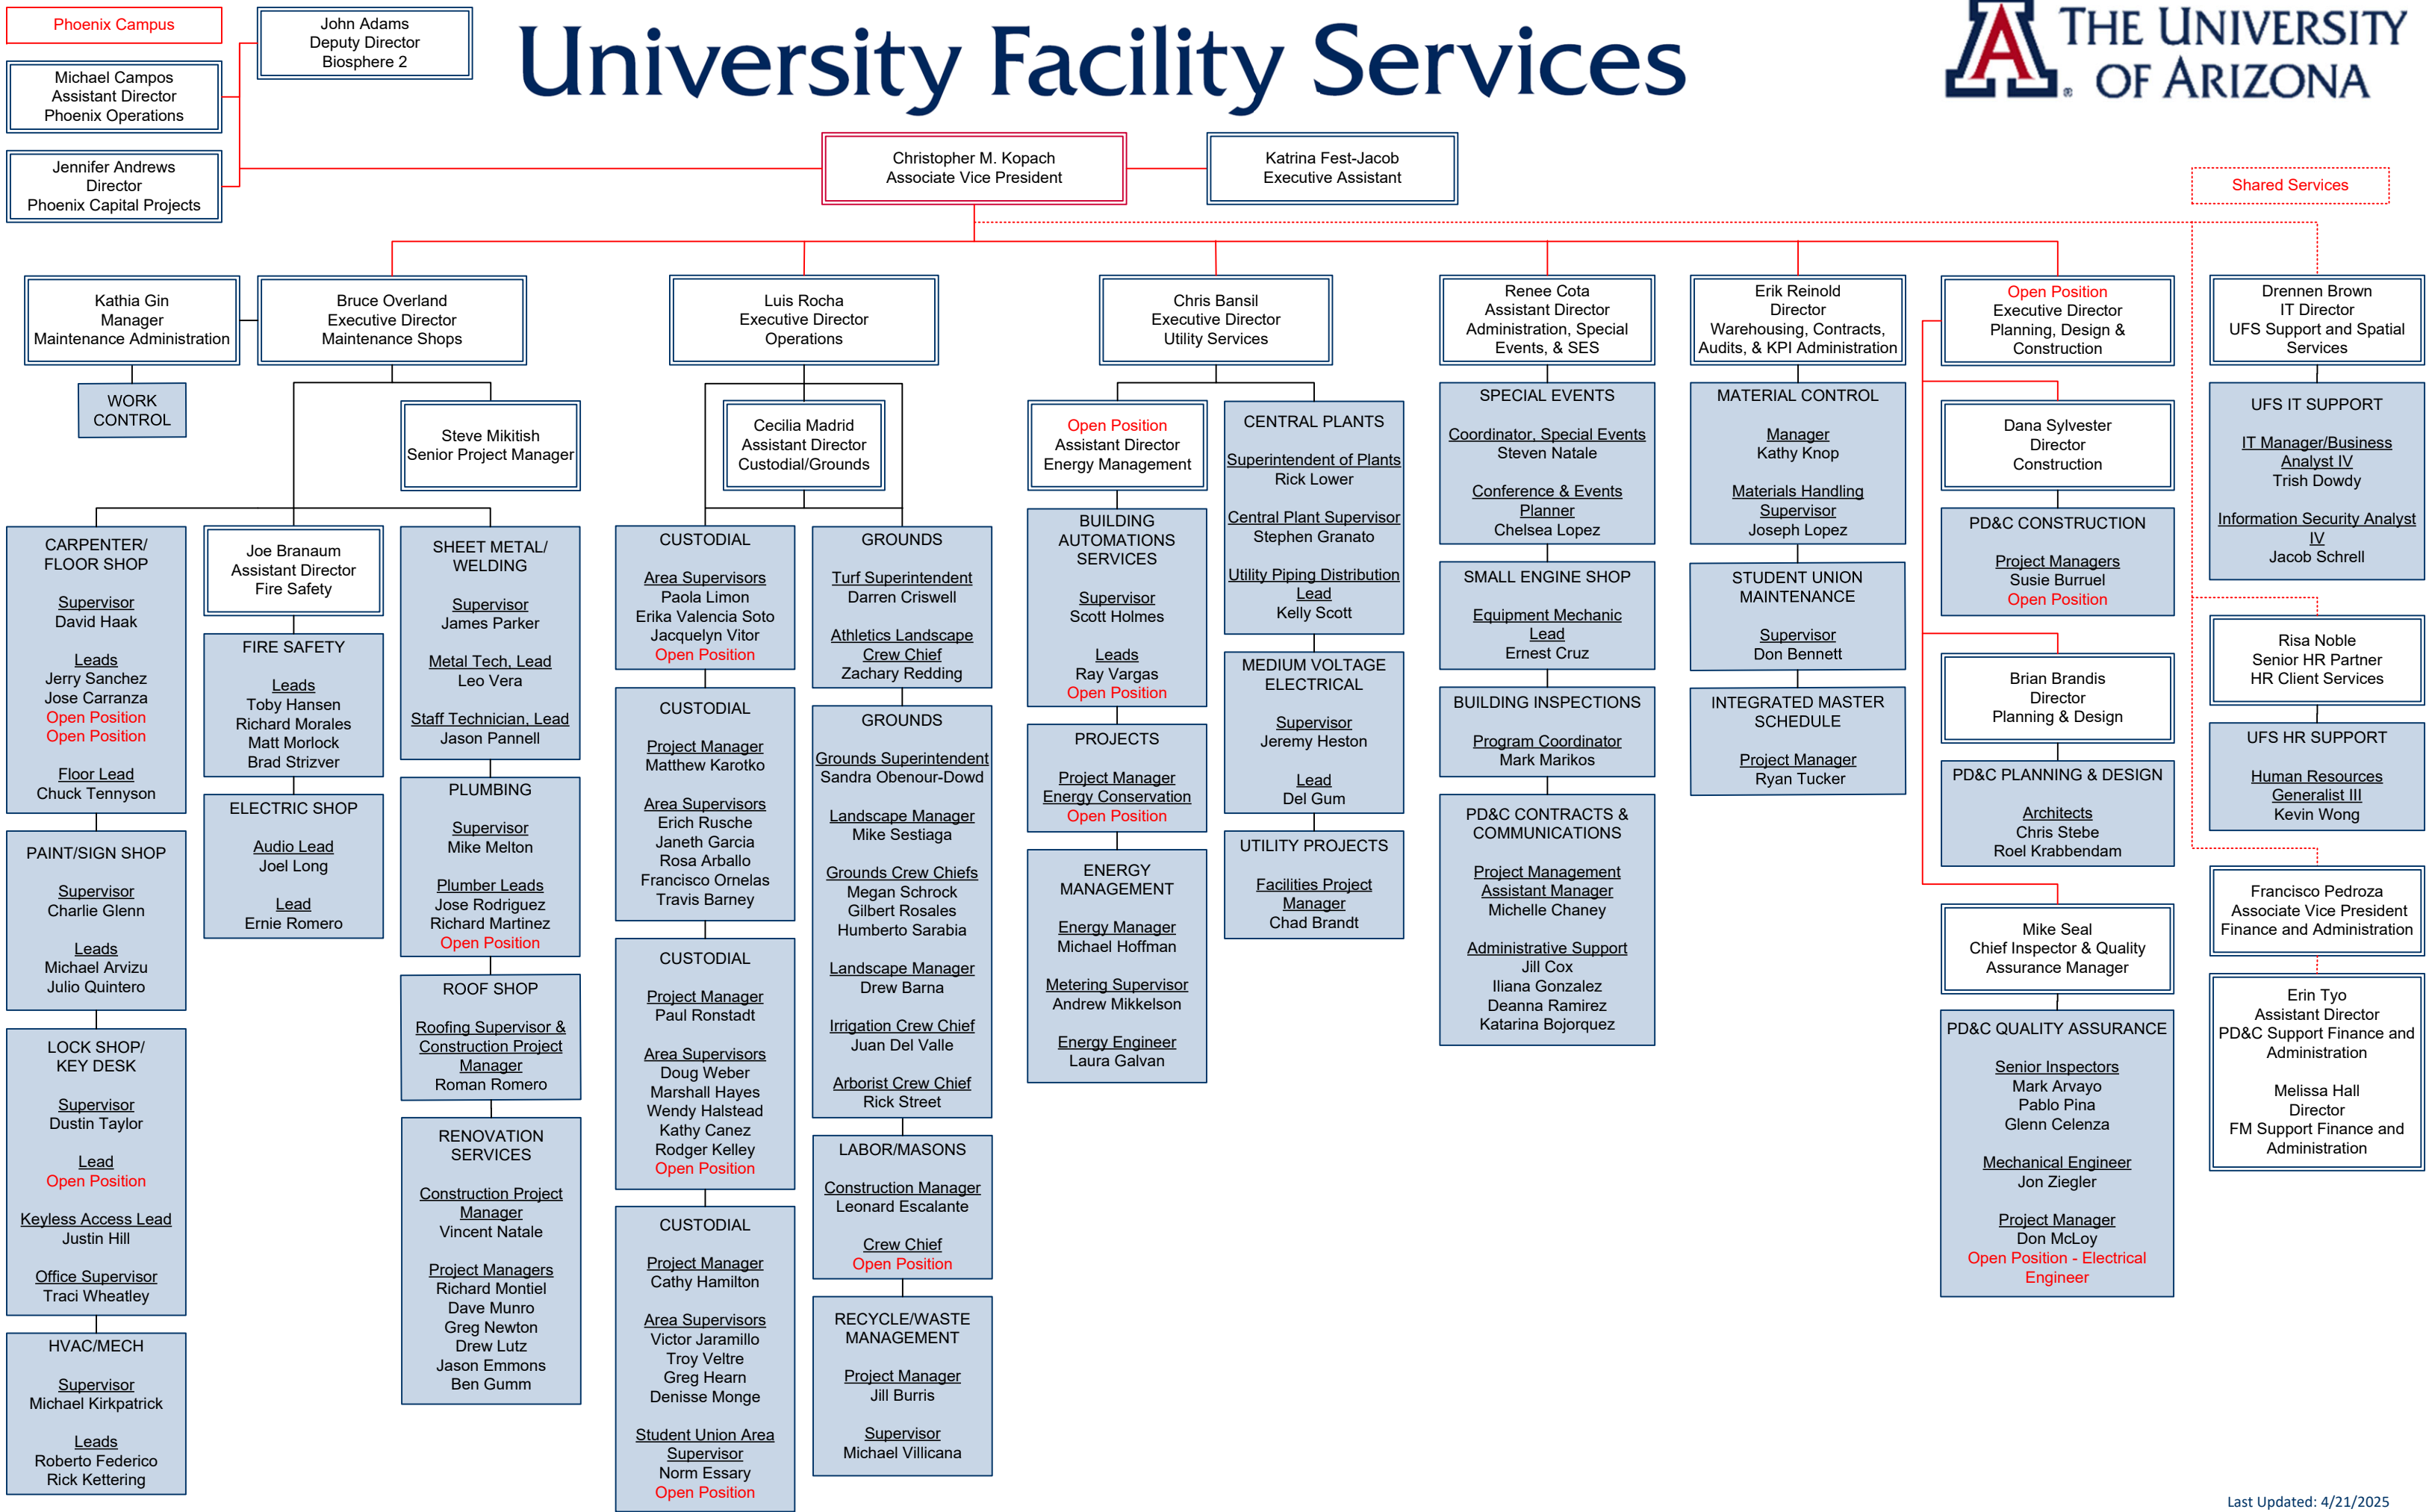 Phoenix Campus
John Adams
Deputy Director
Biosphere 2
University Facility Services
A
®
THE UNIVERSITY
OF ARIZONA
Michael Campos
Assistant Director
Phoenix Operations
Jennifer Andrews
Director
Phoenix Capital Projects
Christopher M. Kopach
Associate Vice President
Katrina Fest-Jacob
Executive Assistant
Shared Services
Kathia Gin
Manager
Maintenance Administration
WORK
CONTROL
Bruce Overland
Executive Director
Maintenance Shops
Steve Mikitish
Senior Project Manager
CARPENTER/
FLOOR SHOP
Supervisor
David Haak
Leads
Jerry Sanchez
Jose Carranza
Open Position
Open Position
Floor Lead
Chuck Tennyson
PAINT/SIGN SHOP
Supervisor
Charlie Glenn
Leads
Michael Arvizu
Julio Quintero
LOCK SHOP/
KEY DESK
Supervisor
Dustin Taylor
Lead
Open Position
Keyless Access Lead
Justin Hill
Office Supervisor
Traci Wheatley
HVAC/MECH
Supervisor
Michael Kirkpatrick
Leads
Roberto Federico
Rick Kettering
Joe Branaum
Assistant Director
Fire Safety
FIRE SAFETY
Leads
Toby Hansen
Richard Morales
Matt Morlock
Brad Strizver
ELECTRIC SHOP
Audio Lead
Joel Long
Lead
Ernie Romero
SHEET METAL/
WELDING
Supervisor
James Parker
Metal Tech, Lead
Leo Vera
Staff Technician, Lead
Jason Pannell
PLUMBING
Supervisor
Mike Melton
Plumber Leads
Jose Rodriguez
Richard Martinez
Open Position
ROOF SHOP
Roofing Supervisor &
Construction Project
Manager
Roman Romero
RENOVATION
SERVICES
Construction Project
Manager
Vincent Natale
Project Managers
Richard Montiel
Dave Munro
Greg Newton
Drew Lutz
Jason Emmons
Ben Gumm
Luis Rocha
Executive Director
Operations
Cecilia Madrid
Assistant Director
Custodial/Grounds
CUSTODIAL
Area Supervisors
Paola Limon
Erika Valencia Soto
Jacquelyn Vitor
Open Position
CUSTODIAL
Project Manager
Matthew Karotko
Area Supervisors
Erich Rusche
Janeth Garcia
Rosa Arballo
Francisco Ornelas
Travis Barney
CUSTODIAL
Project Manager
Paul Ronstadt
Area Supervisors
Doug Weber
Marshall Hayes
Wendy Halstead
Kathy Canez
Rodger Kelley
Open Position
CUSTODIAL
Project Manager
Cathy Hamilton
Area Supervisors
Victor Jaramillo
Troy Veltre
Greg Hearn
Denisse Monge
Student Union Area
Supervisor
Norm Essary
Open Position
GROUNDS
Turf Superintendent
Darren Criswell
Athletics Landscape
Crew Chief
Zachary Redding
GROUNDS
Grounds Superintendent
Sandra Obenour-Dowd
Landscape Manager
Mike Sestiaga
Grounds Crew Chiefs
Megan Schrock
Gilbert Rosales
Humberto Sarabia
Landscape Manager
Drew Barna
Irrigation Crew Chief
Juan Del Valle
Arborist Crew Chief
Rick Street
LABOR/MASONS
Construction Manager
Leonard Escalante
Crew Chief
Open Position
RECYCLE/WASTE
MANAGEMENT
Project Manager
Jill Burris
Supervisor
Michael Villicana
Chris Bansil
Executive Director
Utility Services
Open Position
Assistant Director
Energy Management
BUILDING
AUTOMATIONS
SERVICES
Supervisor
Scott Holmes
Leads
Ray Vargas
Open Position
PROJECTS
Project Manager
Energy Conservation
Open Position
ENERGY
MANAGEMENT
Energy Manager
Michael Hoffman
Metering Supervisor
Andrew Mikkelson
Energy Engineer
Laura Galvan
CENTRAL PLANTS
Superintendent of Plants
Rick Lower
Central Plant Supervisor
Stephen Granato
Utility Piping Distribution
Lead
Kelly Scott
MEDIUM VOLTAGE
ELECTRICAL
Supervisor
Jeremy Heston
Lead
Del Gum
UTILITY PROJECTS
Facilities Project
Manager
Chad Brandt
Renee Cota
Assistant Director
Administration, Special
Events, & SES
SPECIAL EVENTS
Coordinator, Special Events
Steven Natale
Conference & Events
Planner
Chelsea Lopez
SMALL ENGINE SHOP
Equipment Mechanic
Lead
Ernest Cruz
BUILDING INSPECTIONS
Program Coordinator
Mark Marikos
PD&C CONTRACTS &
COMMUNICATIONS
Project Management
Assistant Manager
Michelle Chaney
Administrative Support
Jill Cox
Iliana Gonzalez
Deanna Ramirez
Katarina Bojorquez
Erik Reinold
Director
Warehousing, Contracts,
Audits, & KPI Administration
MATERIAL CONTROL
Manager
Kathy Knop
Materials Handling
Supervisor
Joseph Lopez
STUDENT UNION
MAINTENANCE
Supervisor
Don Bennett
INTEGRATED MASTER
SCHEDULE
Project Manager
Ryan Tucker
Open Position
Executive Director
Planning, Design &
Construction
Dana Sylvester
Director
Construction
PD&C CONSTRUCTION
Project Managers
Susie Burruel
Open Position
Brian Brandis
Director
Planning & Design
PD&C PLANNING & DESIGN
Architects
Chris Stebe
Roel Krabbendam
Mike Seal
Chief Inspector & Quality
Assurance Manager
PD&C QUALITY ASSURANCE
Senior Inspectors
Mark Arvayo
Pablo Pina
Glenn Celenza
Mechanical Engineer
Jon Ziegler
Project Manager
Don McLoy
Open Position - Electrical
Engineer
Drennen Brown
IT Director
UFS Support and Spatial
Services
UFS IT SUPPORT
IT Manager/Business
Analyst IV
Trish Dowdy
Information Security Analyst
IV
Jacob Schrell
Risa Noble
Senior HR Partner
HR Client Services
UFS HR SUPPORT
Human Resources
Generalist III
Kevin Wong
Francisco Pedroza
Associate Vice President
Finance and Administration
Erin Tyo
Assistant Director
PD&C Support Finance and
Administration
Melissa Hall
Director
FM Support Finance and
Administration
Last Updated: 4/21/2025